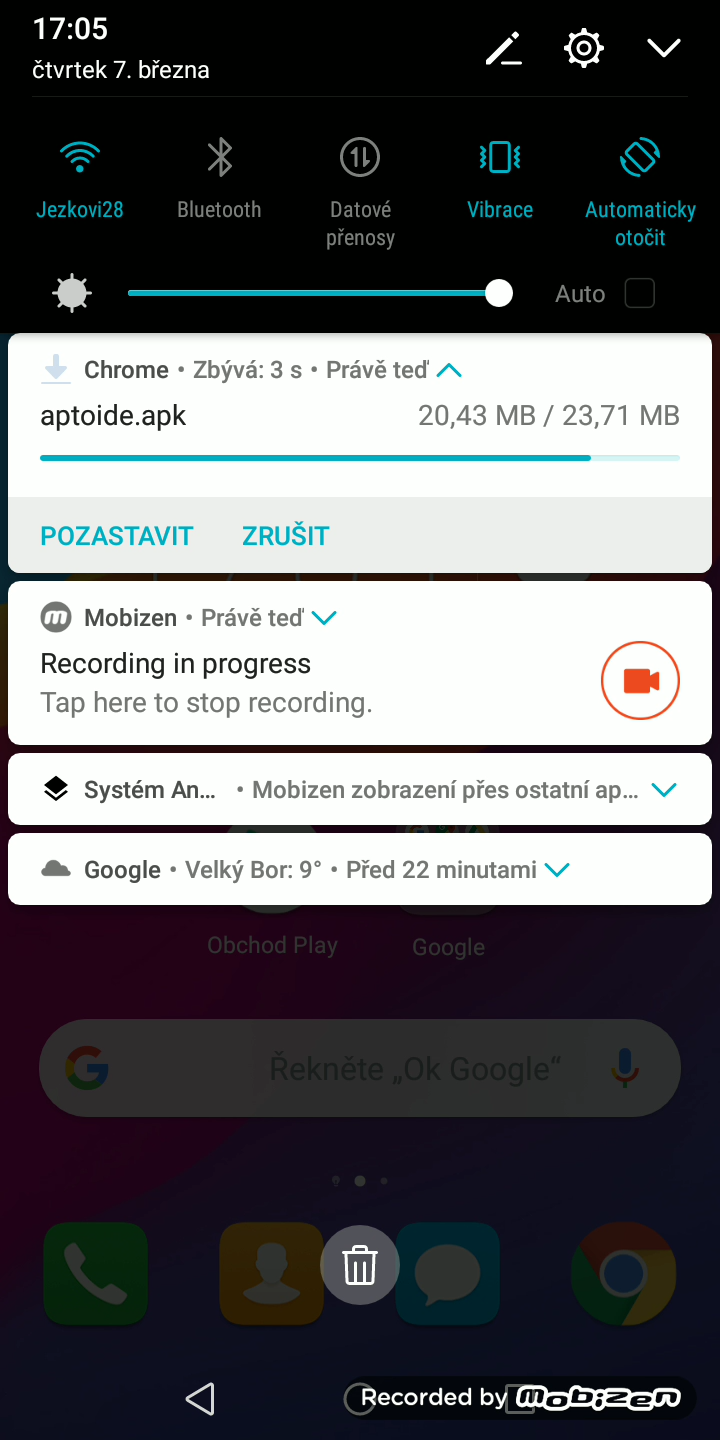 17:05
čtvrtek 7. března
Jezkovi28
Bluetooth
Datové
přenosy
Vibrace
Automaticky
otočit
Auto
Chrome • Zbývá: 3 s • Právě teď
aptoide.apk
20,43 MB / 23,71 MB
POZASTAVIT
ZRUŠIT
m Mobizen • Právě teď
Recording in progress
Tap here to stop recording.
Systém An… • Mobizen zobrazení přes ostatní ap…
Google • Velký Bor: 9° • Před 22 minutami
Obchod Play
Google
G Řekněte „Ok Google“
Recorded by mobizen